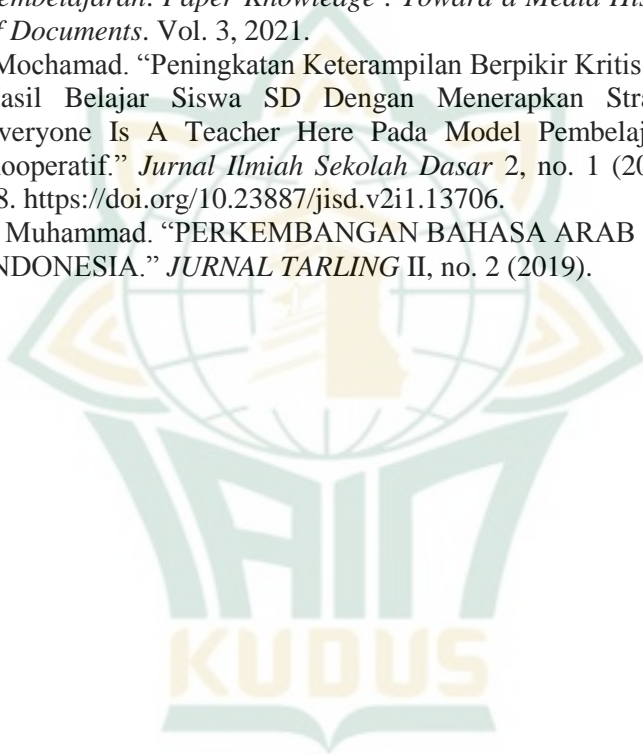 embelajaran. Paper Knowledge . Toward a Media His
f Documents. Vol. 3, 2021.
Mochamad. “Peningkatan Keterampilan Berpikir Kritis
asil Belajar Siswa SD Dengan Menerapkan Stra
veryone Is A Teacher Here Pada Model Pembelaj
ooperatif.” Jurnal Ilmiah Sekolah Dasar 2, no. 1 (20
8. https://doi.org/10.23887/jisd.v2i1.13706.
Muhammad. “PERKEMBANGAN BAHASA ARAB
NDONESIA.” JURNAL TARLING II, no. 2 (2019).
IAIN
KUDUS